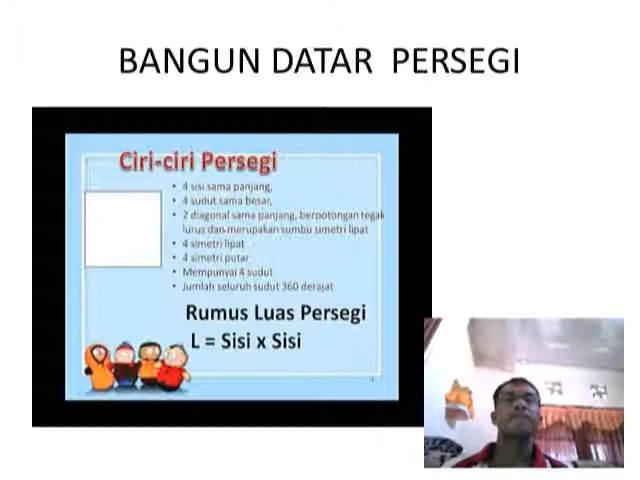 BANGUN DATAR PERSEGI
Ciri-ciri Persegi
• 4 sisi sama panjang,
• 4 sudut sama besar,
• 2 diagonal sama panjang, berpotongan tegak
lurus dan merupakan sumbu simetri lipat
• 4 simetri lipat
• 4 simetri putar
• Mempunyai 4 sudut
• Jumlah seluruh sudut 360 derajat
Rumus Luas Persegi
L = Sisi x Sisi